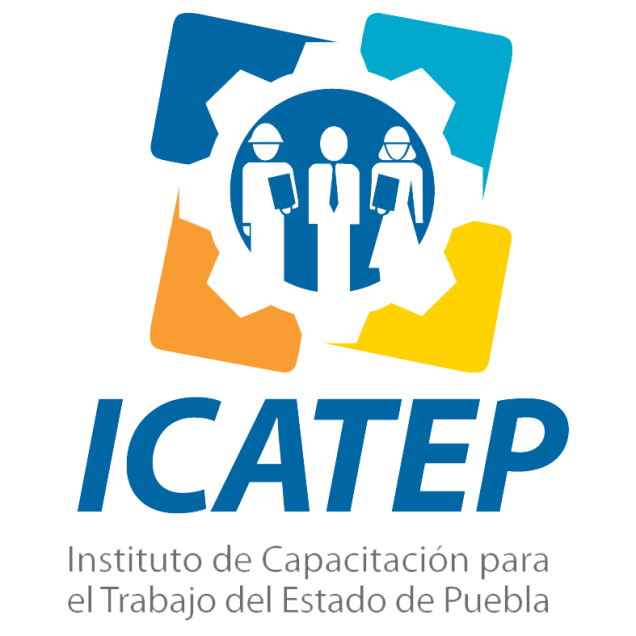 ICATEP
Instituto de Capacitación para
el Trabajo del Estado de Puebla